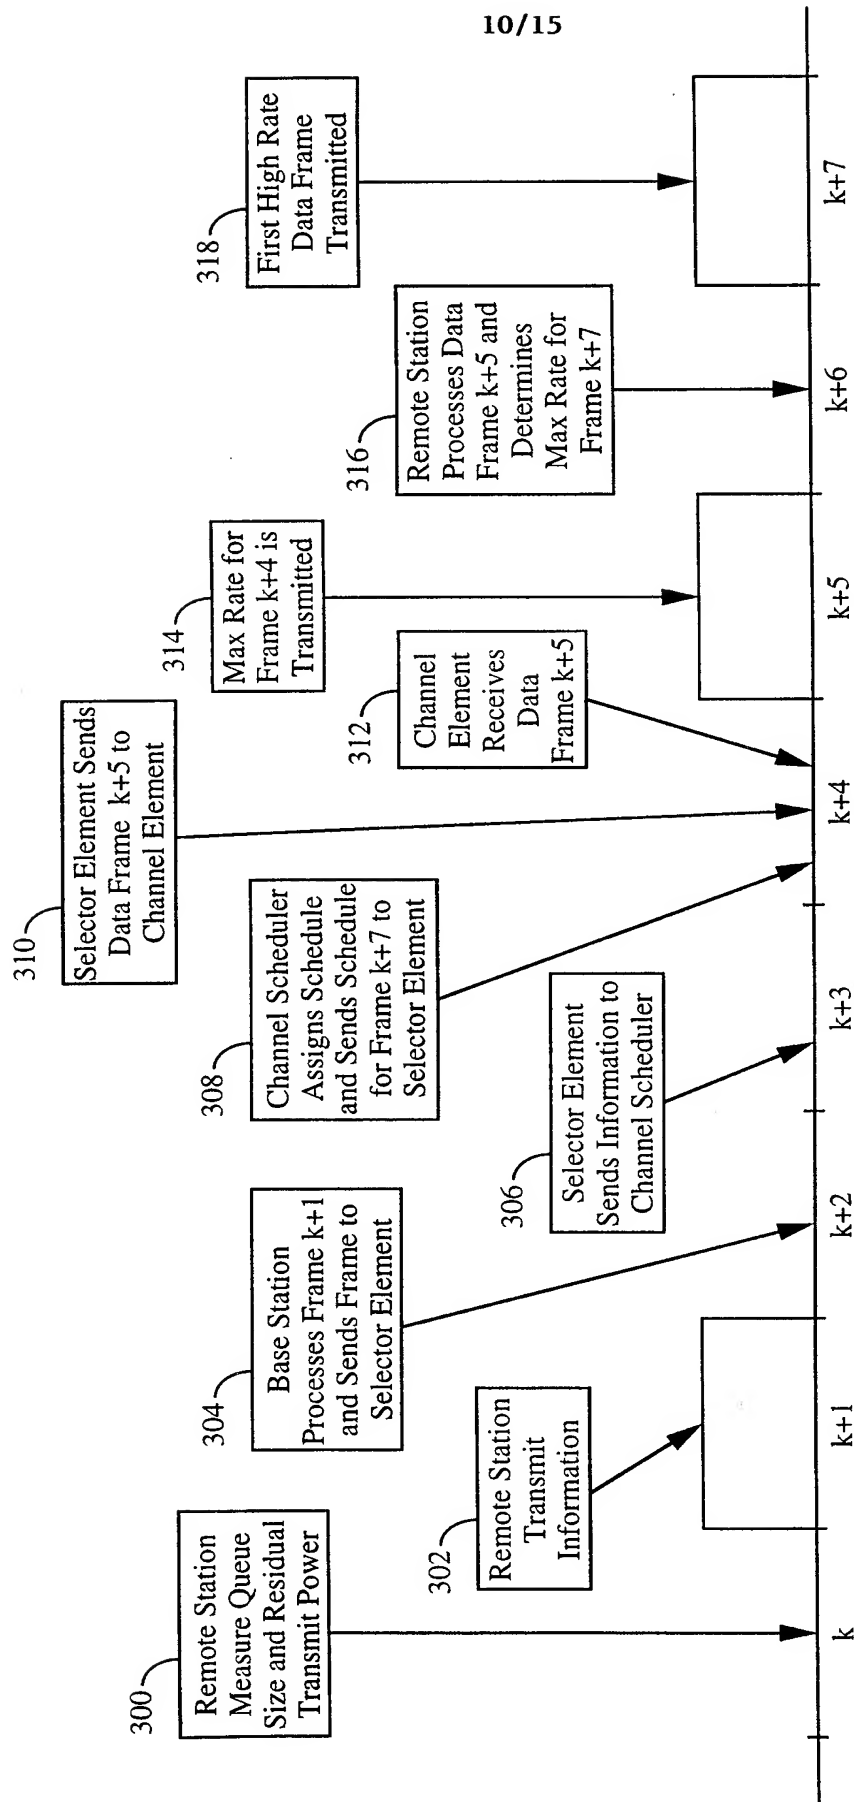 10/15
300
Remote Station
Measure Queue
Size and Residual
Transmit Power
302
Remote Station
Transmit
Information
304
Base Station
Processes Frame k+1
and Sends Frame to
Selector Element
306
Selector Element
Sends Information to
Channel Scheduler
308
Channel Scheduler
Assigns Schedule
and Sends Schedule
for Frame k+7 to
Selector Element
310
Selector Element Sends
Data Frame k+5 to
Channel Element
312
Channel
Element
Receives
Data
Frame k+5
314
Max Rate for
Frame k+4 is
Transmitted
316
Remote Station
Processes Data
Frame k+5 and
Determines
Max Rate for
Frame k+7
318
First High Rate
Data Frame
Transmitted
k
k+1
k+2
k+3
k+4
k+5
k+6
k+7